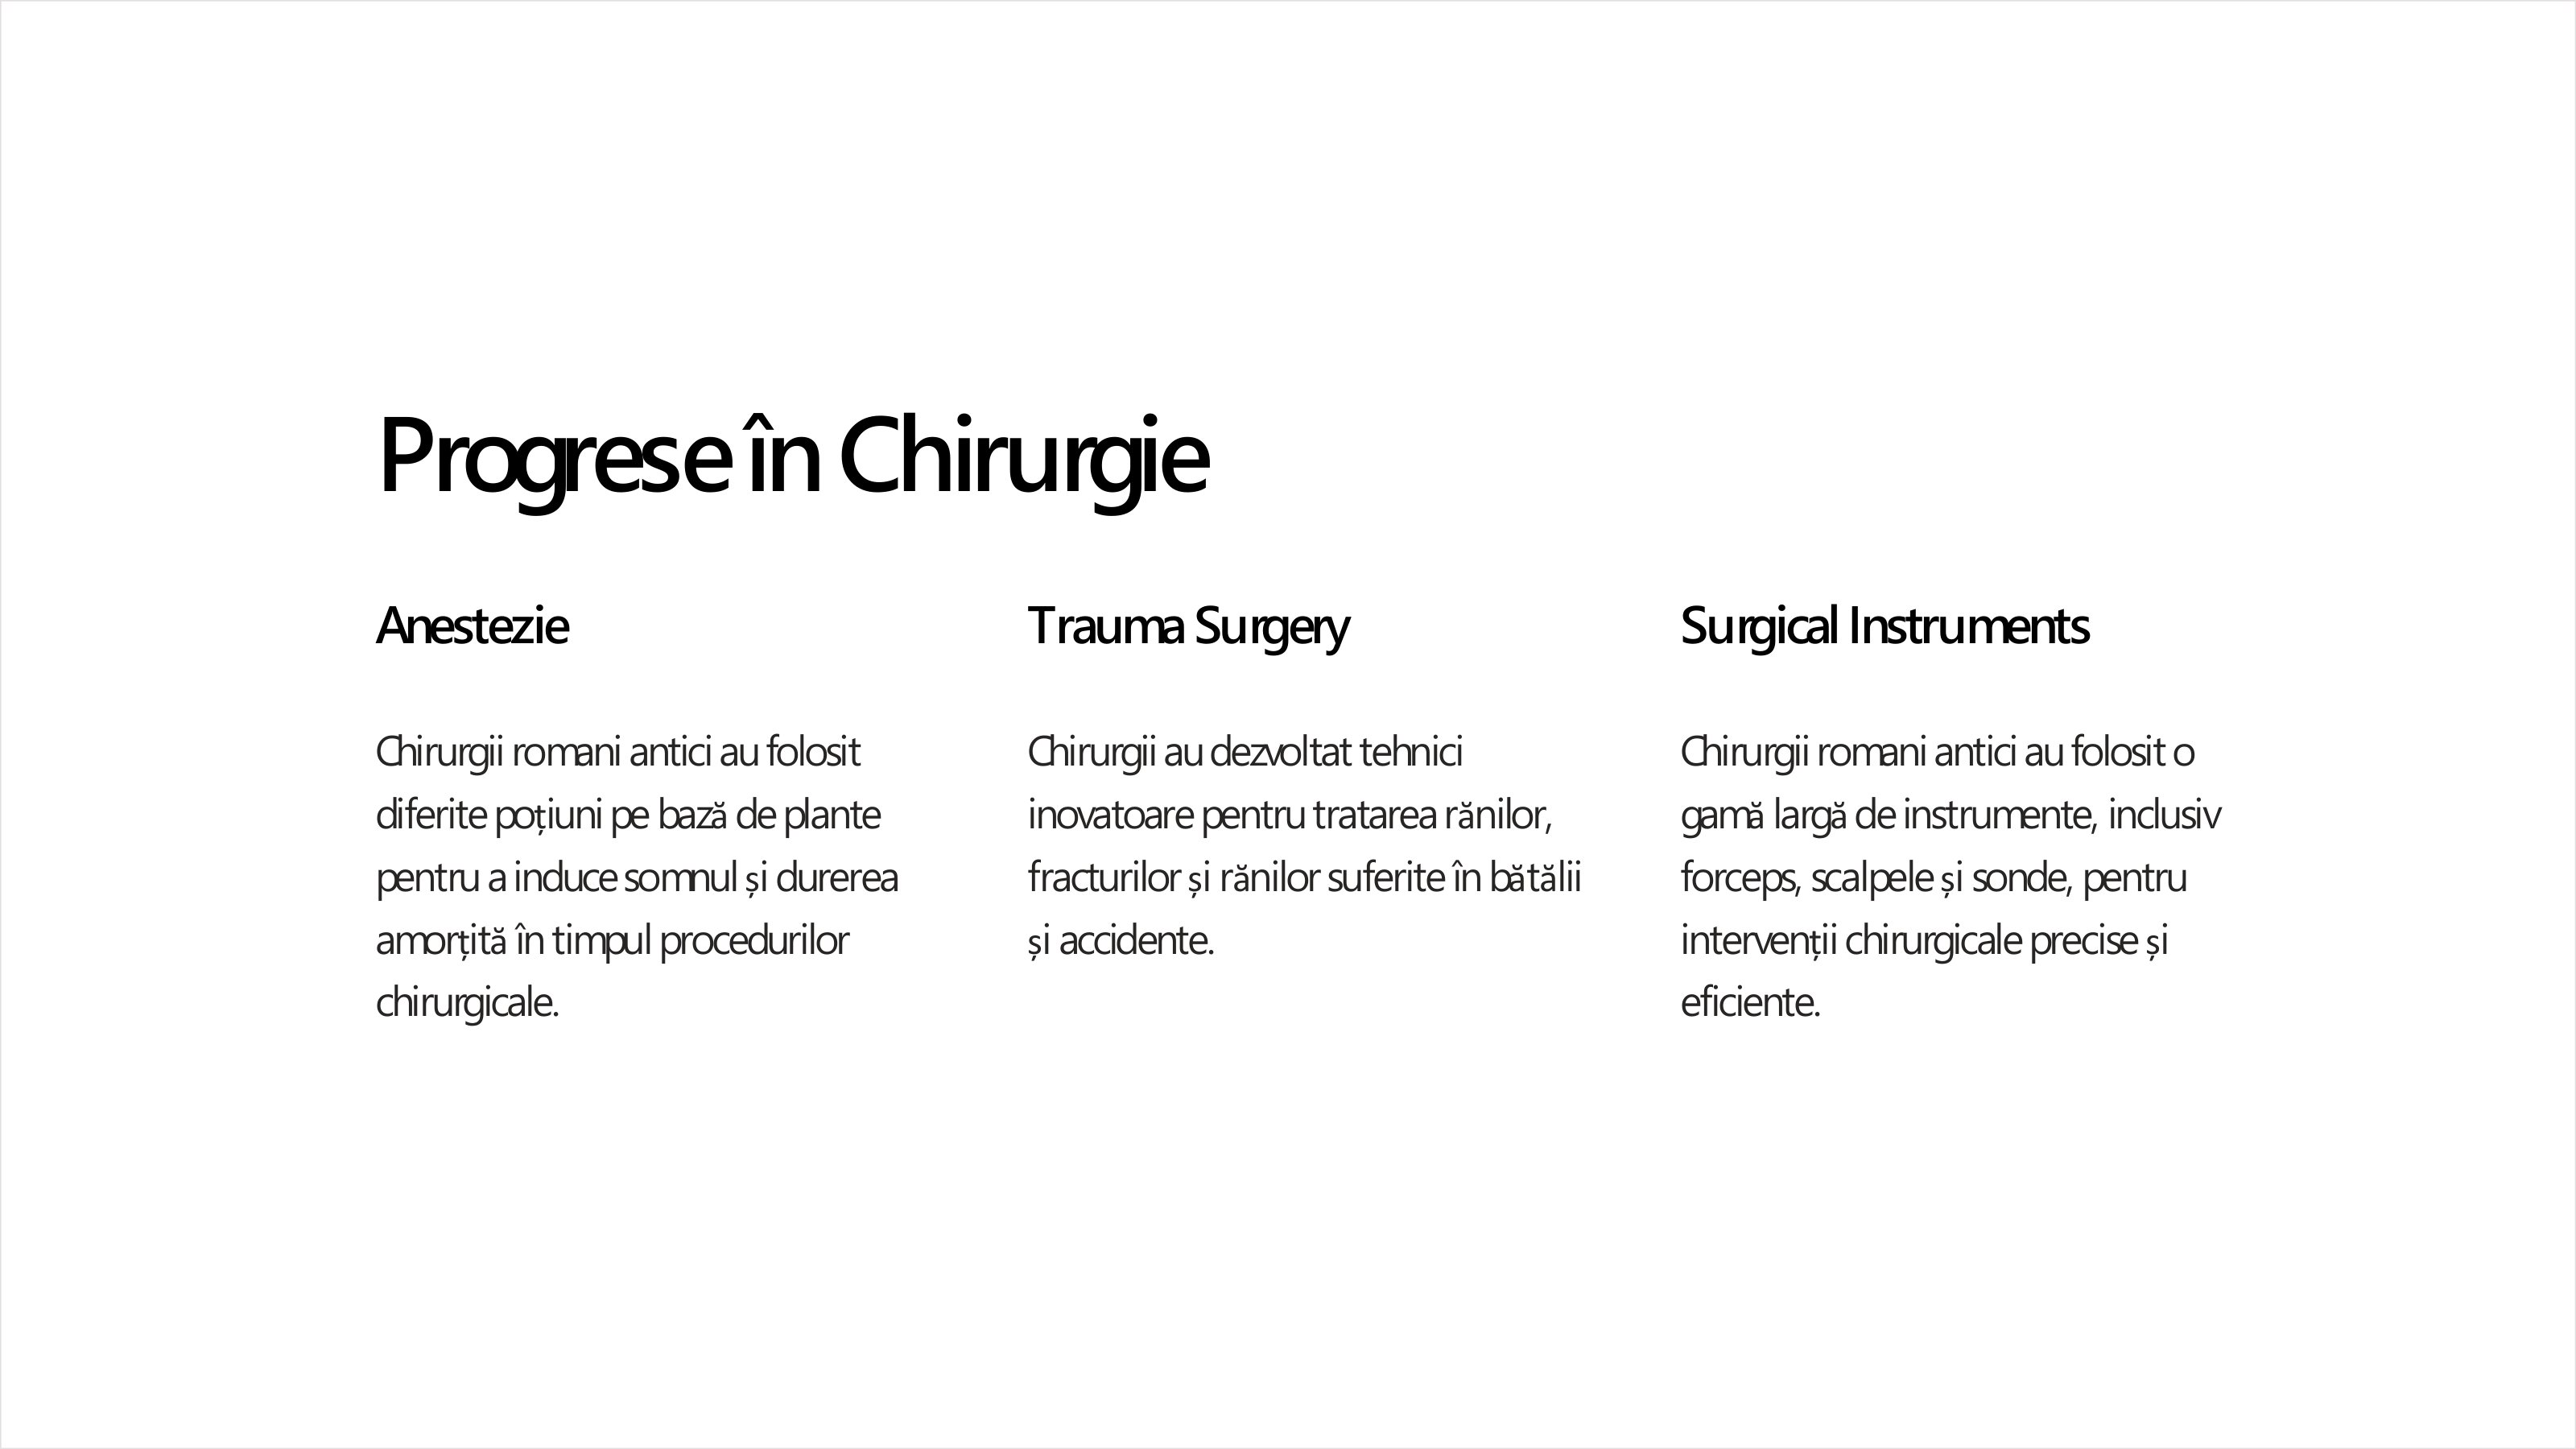 Progrese în Chirurgie
Anestezie
Chirurgii romani antici au folosit
diferite poțiuni pe bază de plante
pentru a induce somnul și durerea
amorțită în timpul procedurilor
chirurgicale.
Trauma Surgery
Chirurgii au dezvoltat tehnici
inovatoare pentru tratarea rănilor,
fracturilor și rănilor suferite în bătălii
și accidente.
Surgical Instruments
Chirurgii romani antici au folosit o
gamă largă de instrumente, inclusiv
forceps, scalpele și sonde, pentru
intervenții chirurgicale precise și
eficiente.